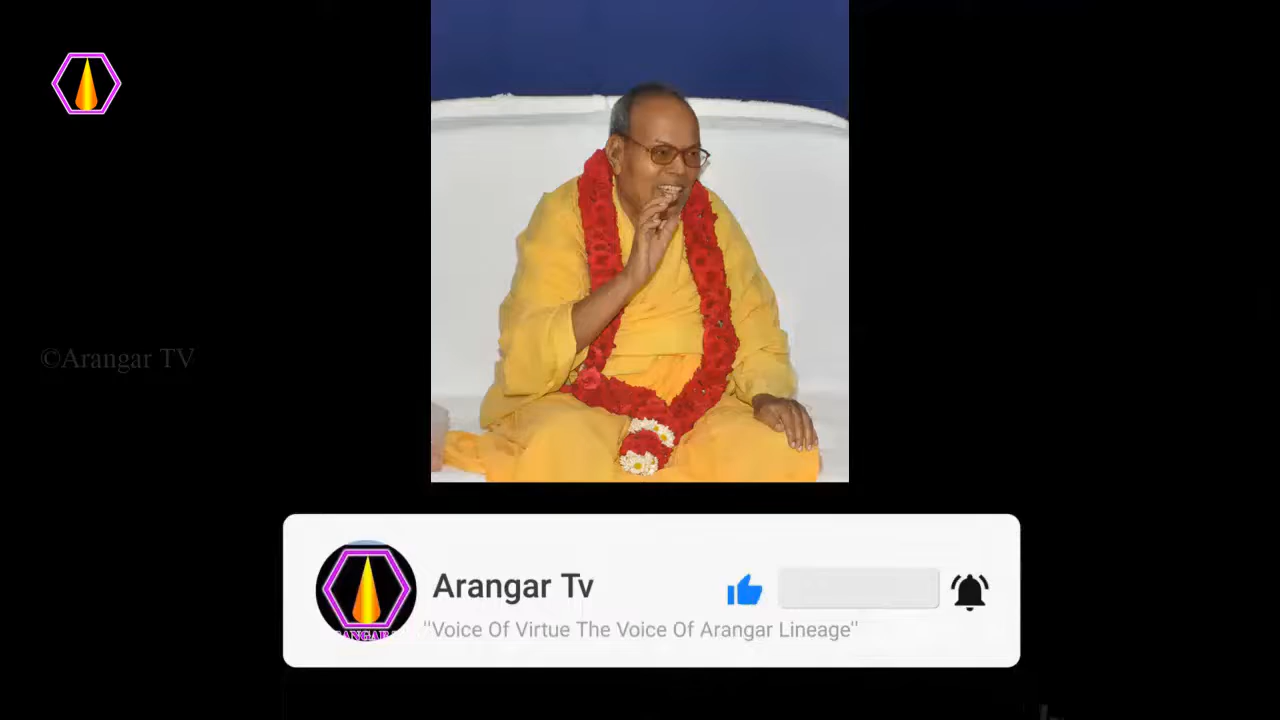 ©Arangar TV
Arangar Tv
"Voice Of Virtue The Voice Of Arangar Lineage"